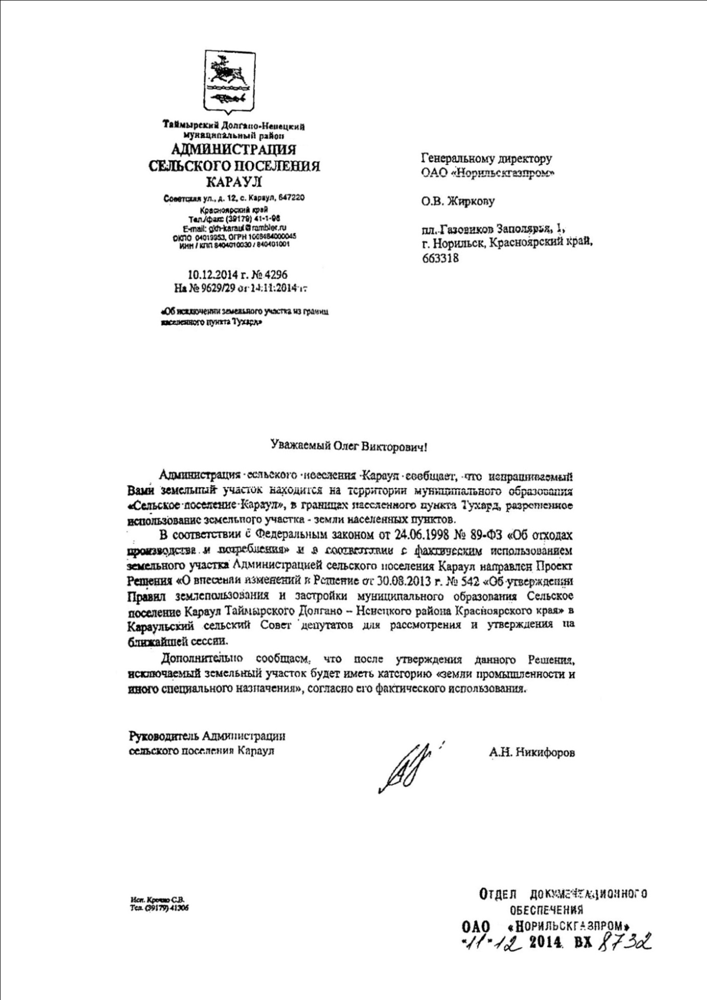 Таймырский Долгано-Ненецкий
муниципальный район
АДМИНИСТРАЦИЯ
СЕЛЬСКОГО ПОСЕЛЕНИЯ
КАРАУЛ
Советская ул., д. 12, с. Караул, 647220
Красноярский край
Тел./факс (39179) 41-1-98
E-mail: gkh-karaul@rambler.ru
ОКПО 04019953, ОГРН
ИНН / КПП 8404010030 / 840401001
10.12.2014 г. № 4296
На № 9629/29 от 14.11.2014 г.
«Об исключении земельного участка из границ
населенного пункта Тухард»
Генеральному директору
ОАО «Норильскгазпром»
О.В. Жиркову
пл. Газовиков Заполярья, 1,
г. Норильск, Красноярский край,
663318
Уважаемый Олег Викторович!
Администрация сельского поселения Караул сообщает, что испрашиваемый
Вами земельный участок находится на территории муниципального образования
«Сельское поселение Караул», в границах населенного пункта Тухард, разрешенное
использование земельного участка - земли населенных пунктов.
В соответствии с Федеральным законом от 24.06.1998 № 89-ФЗ «Об отходах
производства и потребления» и в соответствии с фактическим использованием
земельного участка Администрацией сельского поселения Караул направлен Проект
Решения «О внесении изменений в Решение от 30.08.2013 г. № 542 «Об утверждении
Правил землепользования и застройки муниципального образования Сельское
поселение Караул Таймырского Долгано – Ненецкого района Красноярского края» в
Караульский сельский Совет депутатов для рассмотрения и утверждения на
ближайшей сессии.
Дополнительно сообщаем, что после утверждения данного Решения,
исключаемый земельный участок будет иметь категорию «земли промышленности и
иного специального назначения», согласно его фактического использования.
Руководитель Администрации
сельского поселения Караул
А.Н. Никифоров
Исп. С.В.
Тел. (39179) 41306
ОТДЕЛ ДОКУМЕНТАЦИОННОГО
ОБЕСПЕЧЕНИЯ
ОАО «НОРИЛЬСКГАЗПРОМ»
"11" 12 2014 ВХ 8732